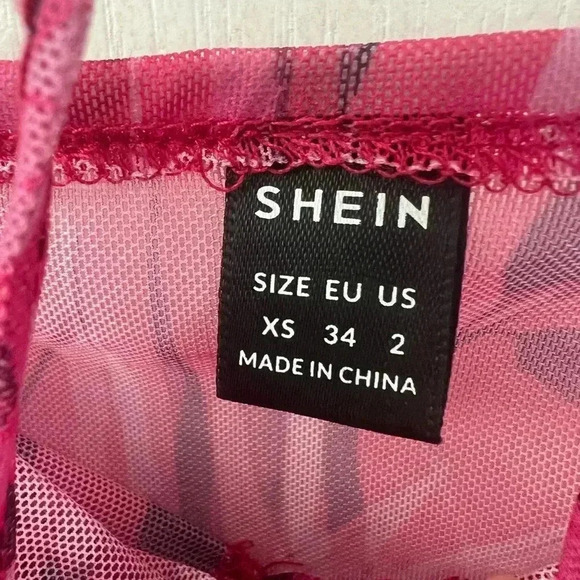 SHEIN
SIZE EU US
XS 34 2
MADE IN CHINA